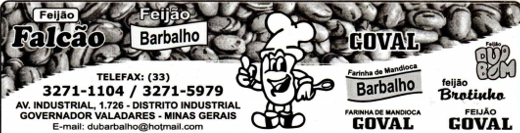 Feijão
Falcão
Feijão
Barbalho
GOVAL
Feijão
DUO
BEM
TELEFAX: (33)
3271-1104 / 3271-5979
AV. INDUSTRIAL, 1.726 - DISTRITO INDUSTRIAL
GOVERNADOR VALADARES - MINAS GERAIS
E-mail: dubarbalho@hotmail.com
Farinha de Mandioca
Barbalho
FARINHA DE MANDIOCA
GOVAL
feijão
Brotinho
FEIJÃO
GOVAL